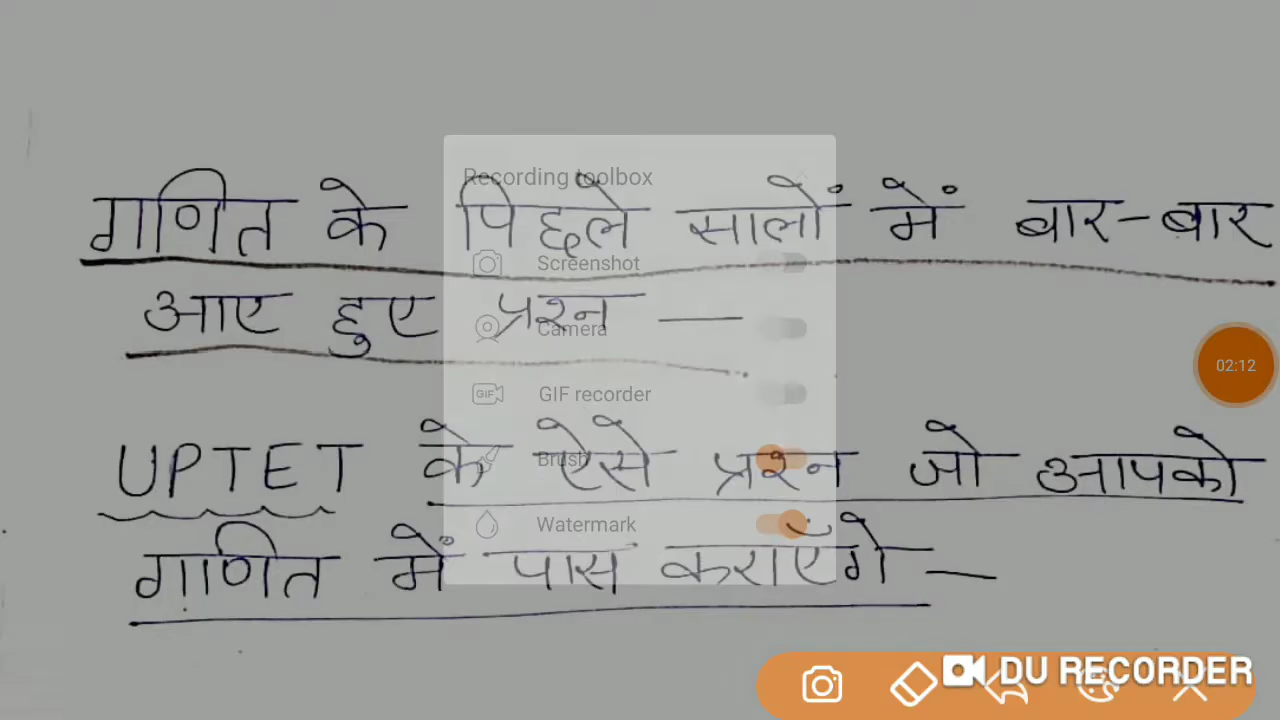 गणित के पिछले सालों में बार-बार
आए हुए प्रश्न —
UPTET के ऐसे प्रश्न जो आपको
गणित में पास कराएँगे —
Recording toolbox
Screenshot
Camera
GIF GIF recorder
Brush
Watermark
02:12
DU RECORDER